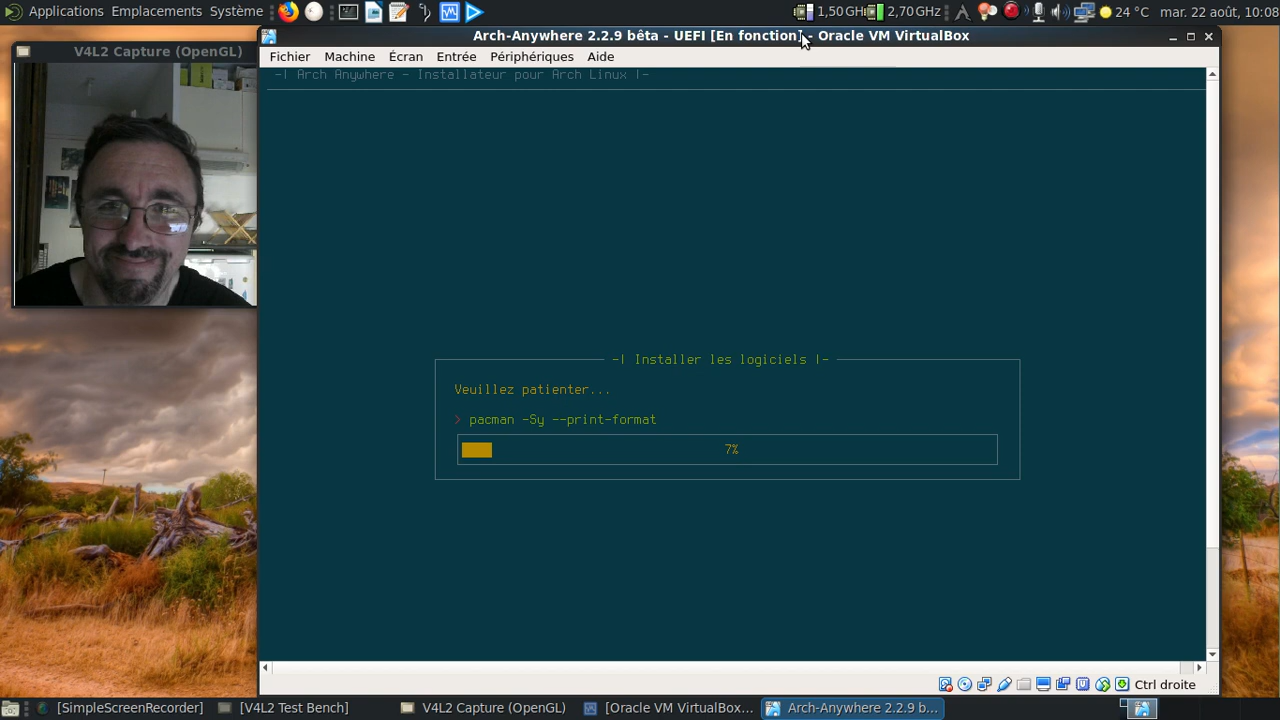 Applications Emplacements Système 1,50 GH 2,70 GHz 24 °C mar. 22 août, 10:08
V4L2 Capture (OpenGL)
Arch-Anywhere 2.2.9 bêta - UEFI [En fonction] - Oracle VM VirtualBox
Fichier Machine Écran Entrée Périphériques Aide
-| Arch Anywhere - Installateur pour Arch Linux |-
-| Installer les logiciels |-
Veuillez patienter...
> pacman -Sy --print-format
7%
Ctrl droite
[SimpleScreenRecorder] [V4L2 Test Bench] V4L2 Capture (OpenGL) [Oracle VM VirtualBox... Arch-Anywhere 2.2.9 b...